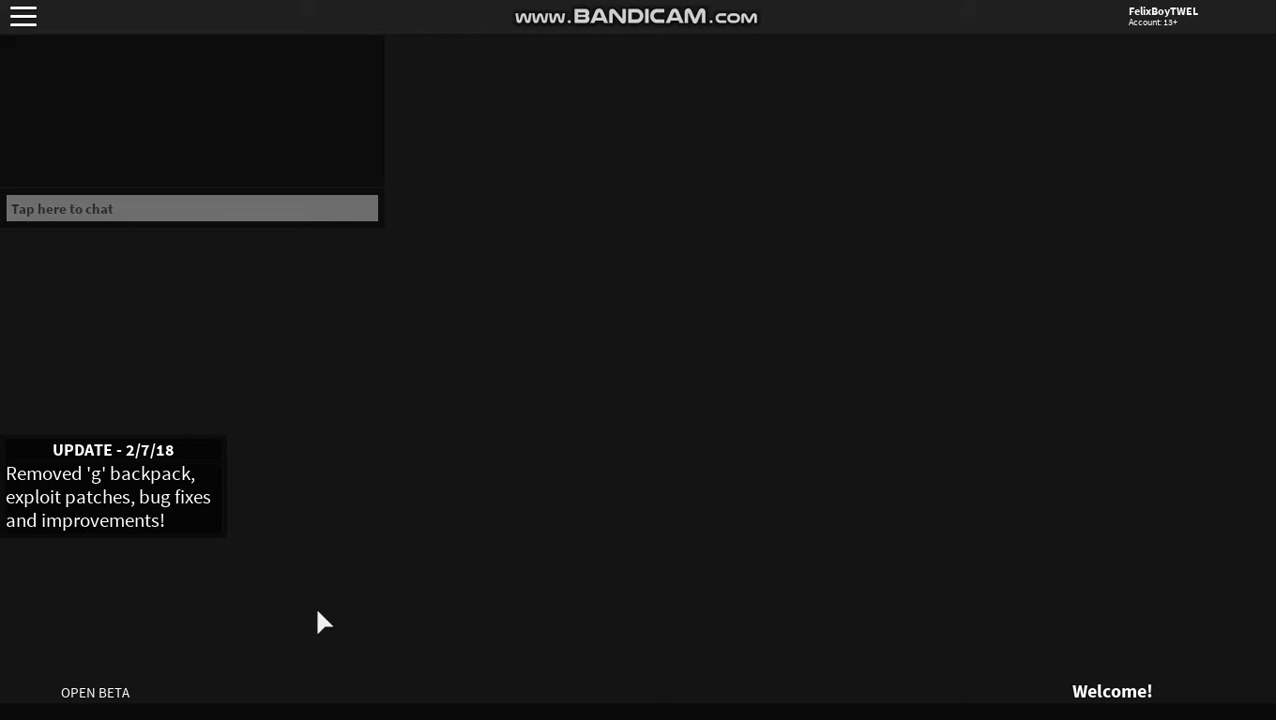 www.BANDICAM.com
FelixBoyTWEL
Account: 13+
Tap here to chat
UPDATE - 2/7/18
Removed 'g' backpack,
exploit patches, bug fixes
and improvements!
OPEN BETA
Welcome!